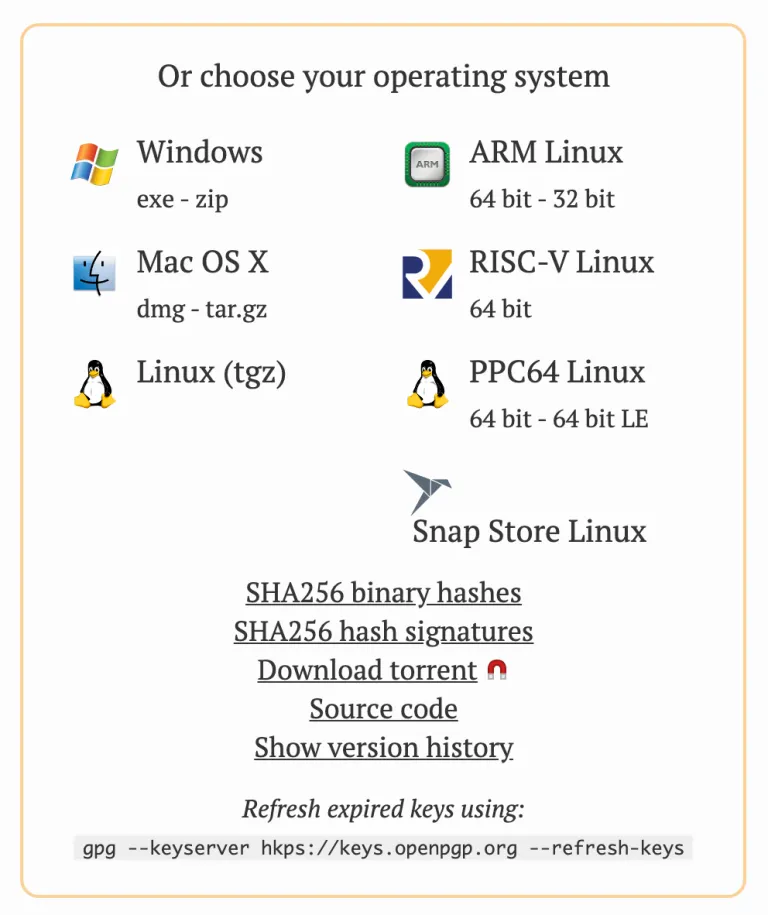 Or choose your operating system
Windows
exe - zip
Mac OS X
dmg - tar.gz
Linux (tgz)
ARM
ARM Linux
64 bit - 32 bit
RISC-V Linux
64 bit
PPC64 Linux
64 bit - 64 bit LE
Snap Store Linux
SHA256 binary hashes
SHA256 hash signatures
Download torrent
Source code
Show version history
Refresh expired keys using:
gpg --keyserver hkps://keys.openpgp.org --refresh-keys